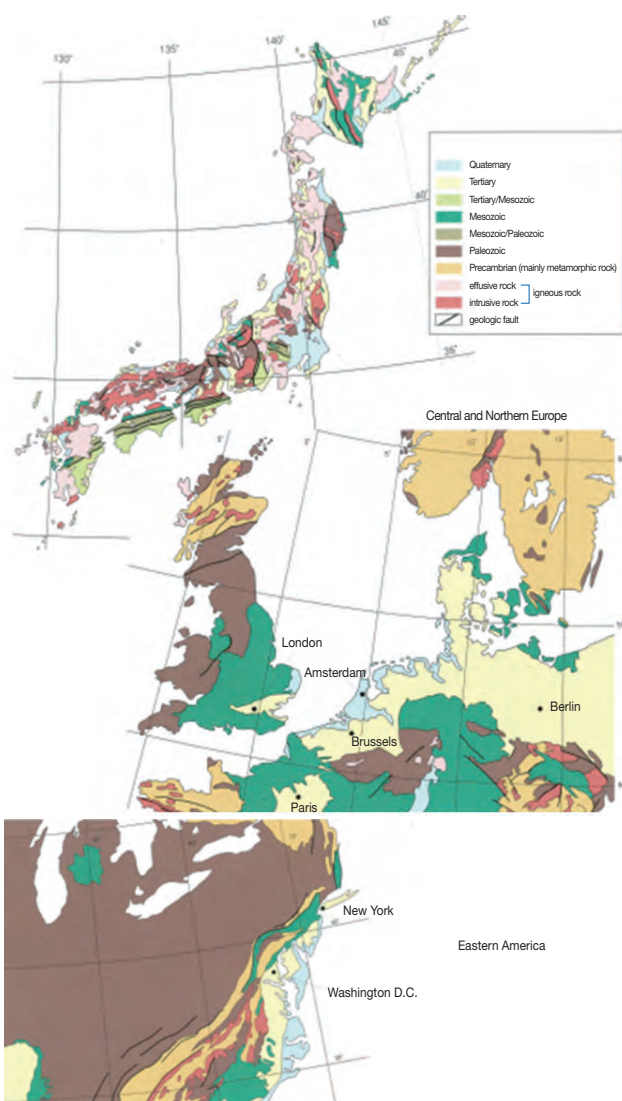 145°
140°
45°
135°
130°
Quaternary
Tertiary
Tertiary/Mesozoic
Mesozoic
Mesozoic/Paleozoic
Paleozoic
Precambrian (mainly metamorphic rock)
effusive rock
igneous rock
intrusive rock
geologic fault
40°
35°
Central and Northern Europe
London
Amsterdam
Berlin
Brussels
Paris
New York
Eastern America
Washington D.C.